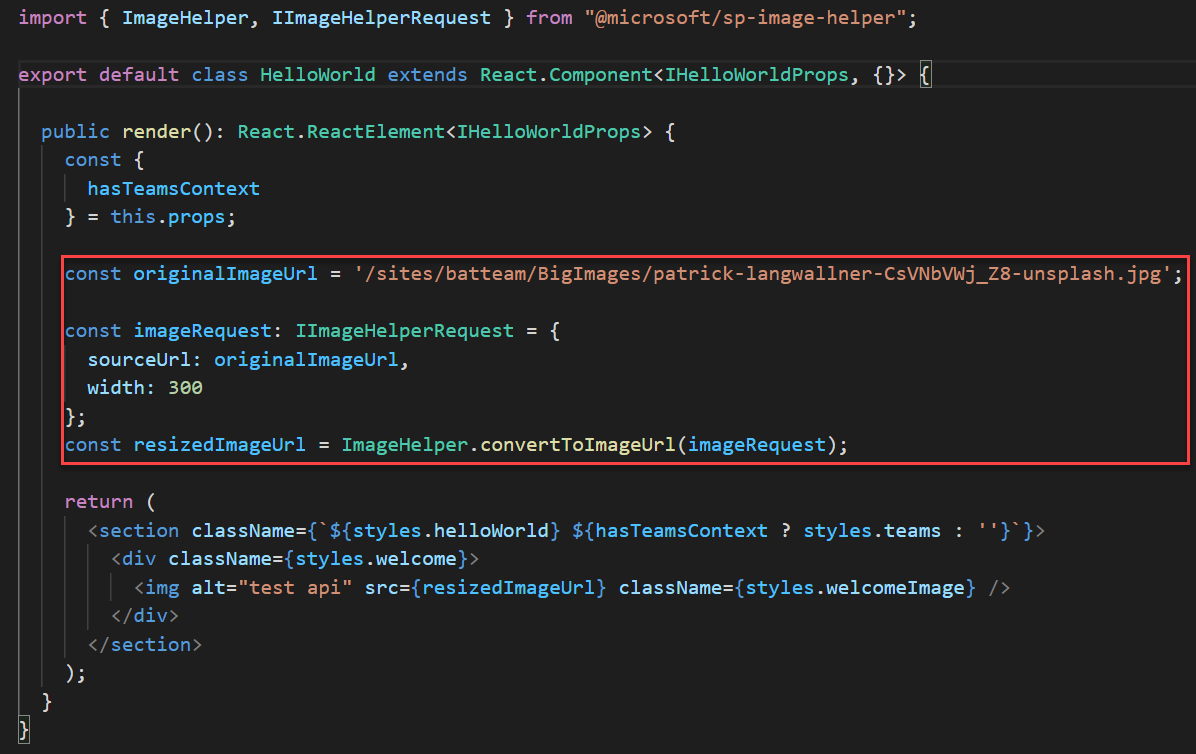 import { ImageHelper, IImageHelperRequest } from "@microsoft/sp-image-helper";
export default class HelloWorld extends React.Component<IHelloWorldProps, {}> {
public render(): React.ReactElement<IHelloWorldProps> {
const {
hasTeamsContext
} = this.props;
const originalImageUrl = '/sites/batteam/BigImages/patrick-langwallner-CsVNbVWj_Z8-unsplash.jpg';
const imageRequest: IImageHelperRequest = {
sourceUrl: originalImageUrl,
width: 300
};
const resizedImageUrl = ImageHelper.convertToImageUrl(imageRequest);
return (
<section className={`${styles.helloWorld} ${hasTeamsContext ? styles.teams : ''}`}>
<div className={styles.welcome}>
<img alt="test api" src={resizedImageUrl} className={styles.welcomeImage} />
</div>
</section>
);
}
}